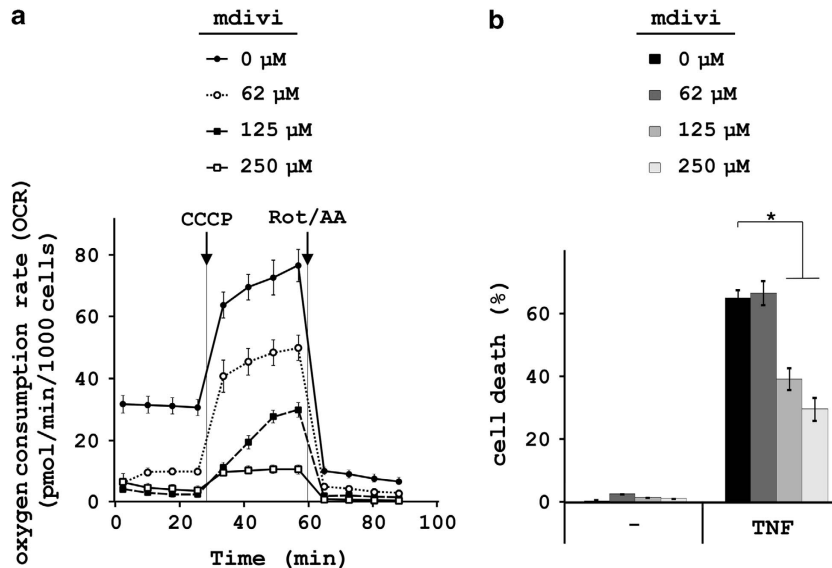 a
mdivi
0 µM
62 µM
125 µM
250 µM
CCCP Rot/AA
oxygen consumption rate (OCR)
(pmol/min/1000 cells)
80
60
40
20
0
0 20 40 60 80 100
Time (min)
b
mdivi
0 µM
62 µM
125 µM
250 µM
*
cell death (%)
60
40
20
0
- TNF